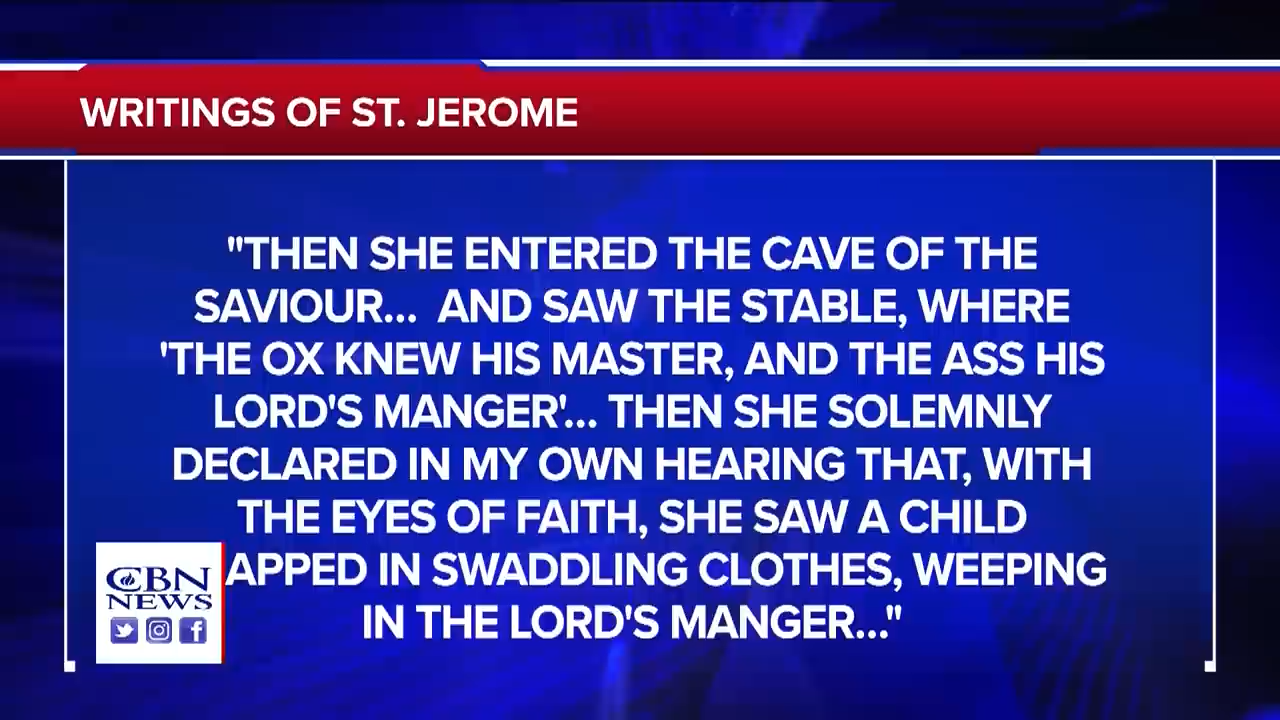 WRITINGS OF ST. JEROME
"THEN SHE ENTERED THE CAVE OF THE
SAVIOUR...  AND SAW THE STABLE, WHERE
'THE OX KNEW HIS MASTER, AND THE ASS HIS
LORD'S MANGER'... THEN SHE SOLEMNLY
DECLARED IN MY OWN HEARING THAT, WITH
THE EYES OF FAITH, SHE SAW A CHILD
APPED IN SWADDLING CLOTHES, WEEPING
IN THE LORD'S MANGER..."
CBN
NEWS